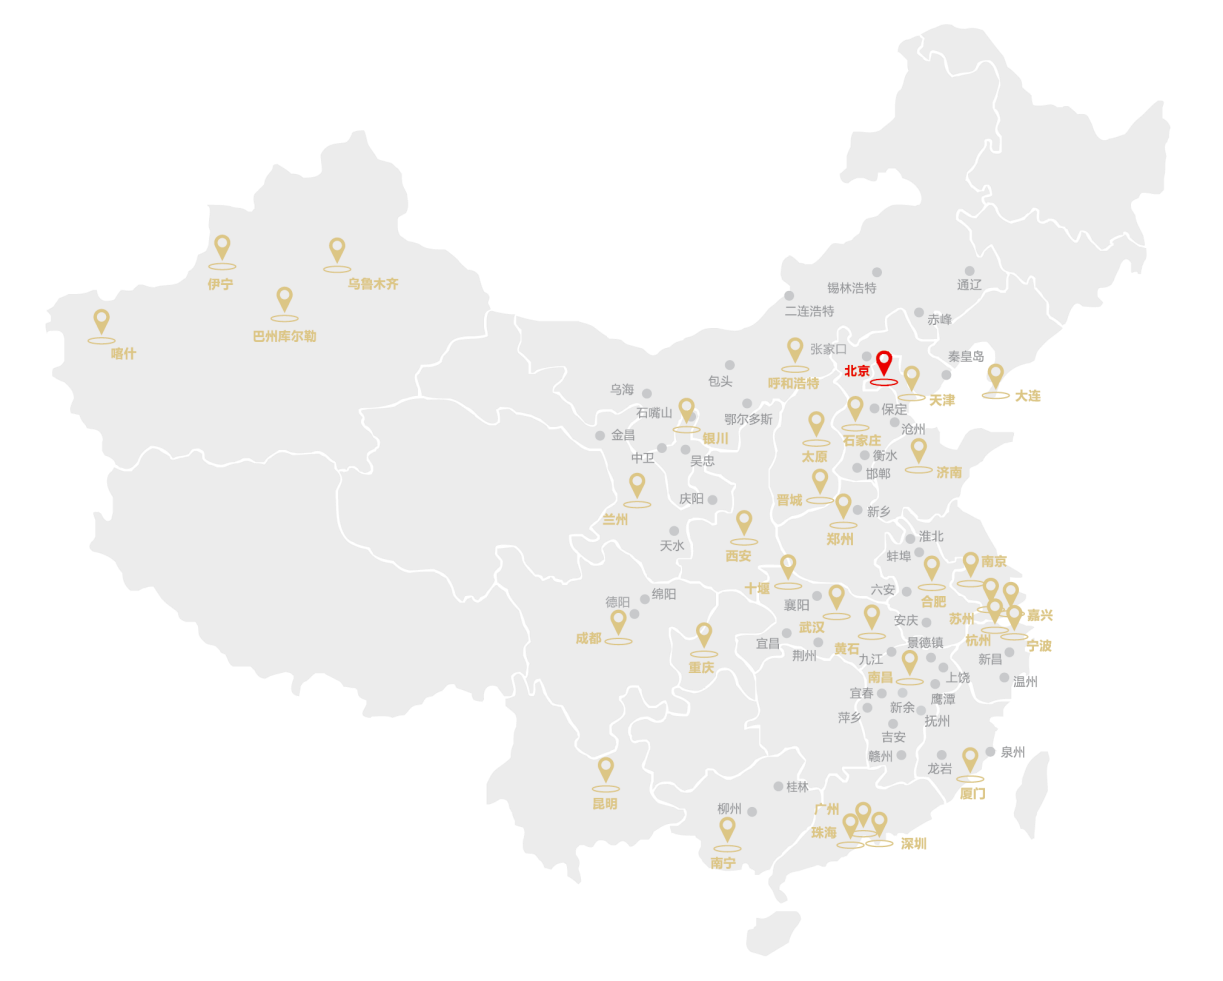 伊宁
乌鲁木齐
巴州库尔勒
喀什
锡林浩特
通辽
二连浩特
赤峰
张家口
秦皇岛
北京
包头
呼和浩特
乌海
大连
天津
石嘴山
鄂尔多斯
保定
沧州
金昌
银川
石家庄
太原
中卫
吴忠
衡水
邯郸
济南
庆阳
晋城
新乡
兰州
郑州
天水
西安
淮北
蚌埠
南京
十堰
六安
合肥
德阳
绵阳
襄阳
苏州
嘉兴
安庆
武汉
成都
宜昌
黄石
景德镇
杭州
宁波
荆州
九江
新昌
重庆
南昌
上饶
温州
宜春
鹰潭
新余
萍乡
抚州
吉安
赣州
泉州
龙岩
昆明
桂林
厦门
柳州
广州
珠海
深圳
南宁